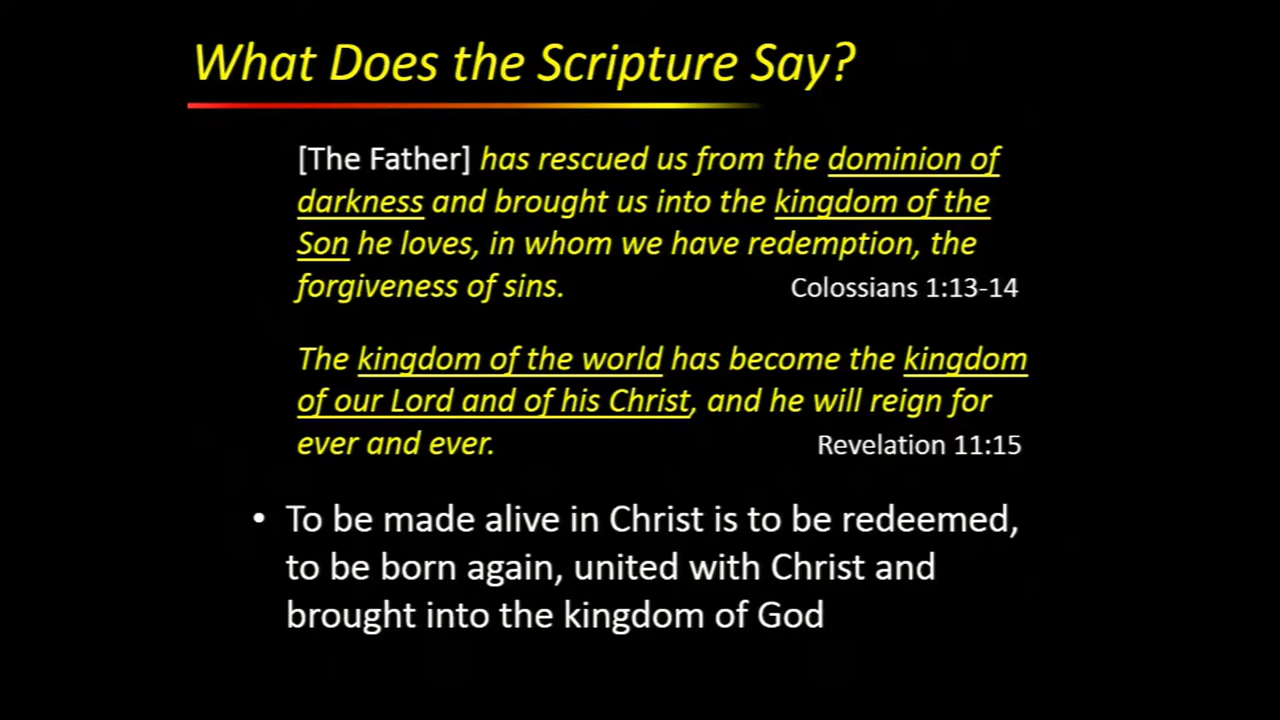 What Does the Scripture Say?
[The Father] has rescued us from the dominion of
darkness and brought us into the kingdom of the
Son he loves, in whom we have redemption, the
forgiveness of sins. Colossians 1:13-14
The kingdom of the world has become the kingdom
of our Lord and of his Christ, and he will reign for
ever and ever. Revelation 11:15
• To be made alive in Christ is to be redeemed,
to be born again, united with Christ and
brought into the kingdom of God